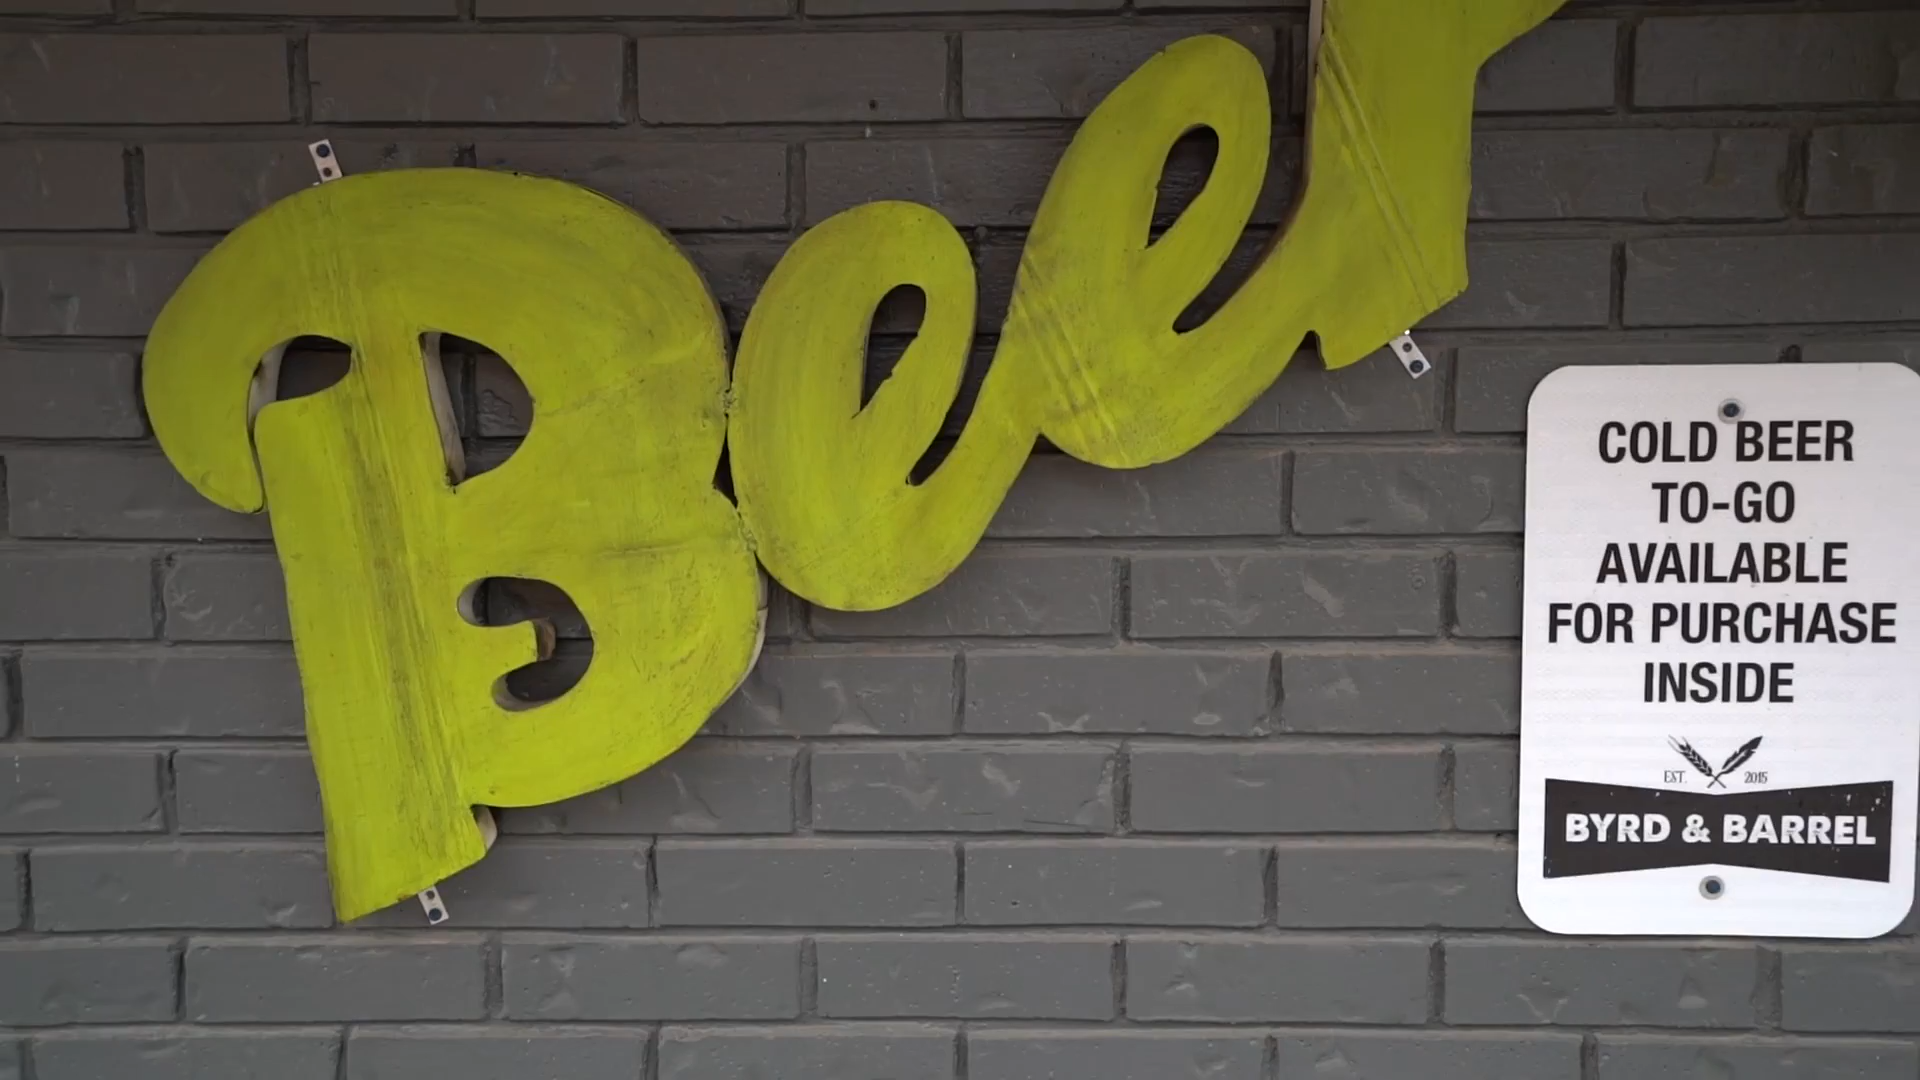 Beer
COLD BEER
TO-GO
AVAILABLE
FOR PURCHASE
INSIDE
EST. 2015
BYRD & BARREL